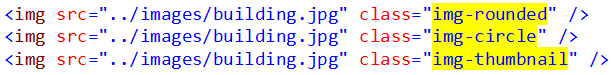 <img src="../images/building.jpg" class="img-rounded" />
<img src="../images/building.jpg" class="img-circle" />
<img src="../images/building.jpg" class="img-thumbnail" />